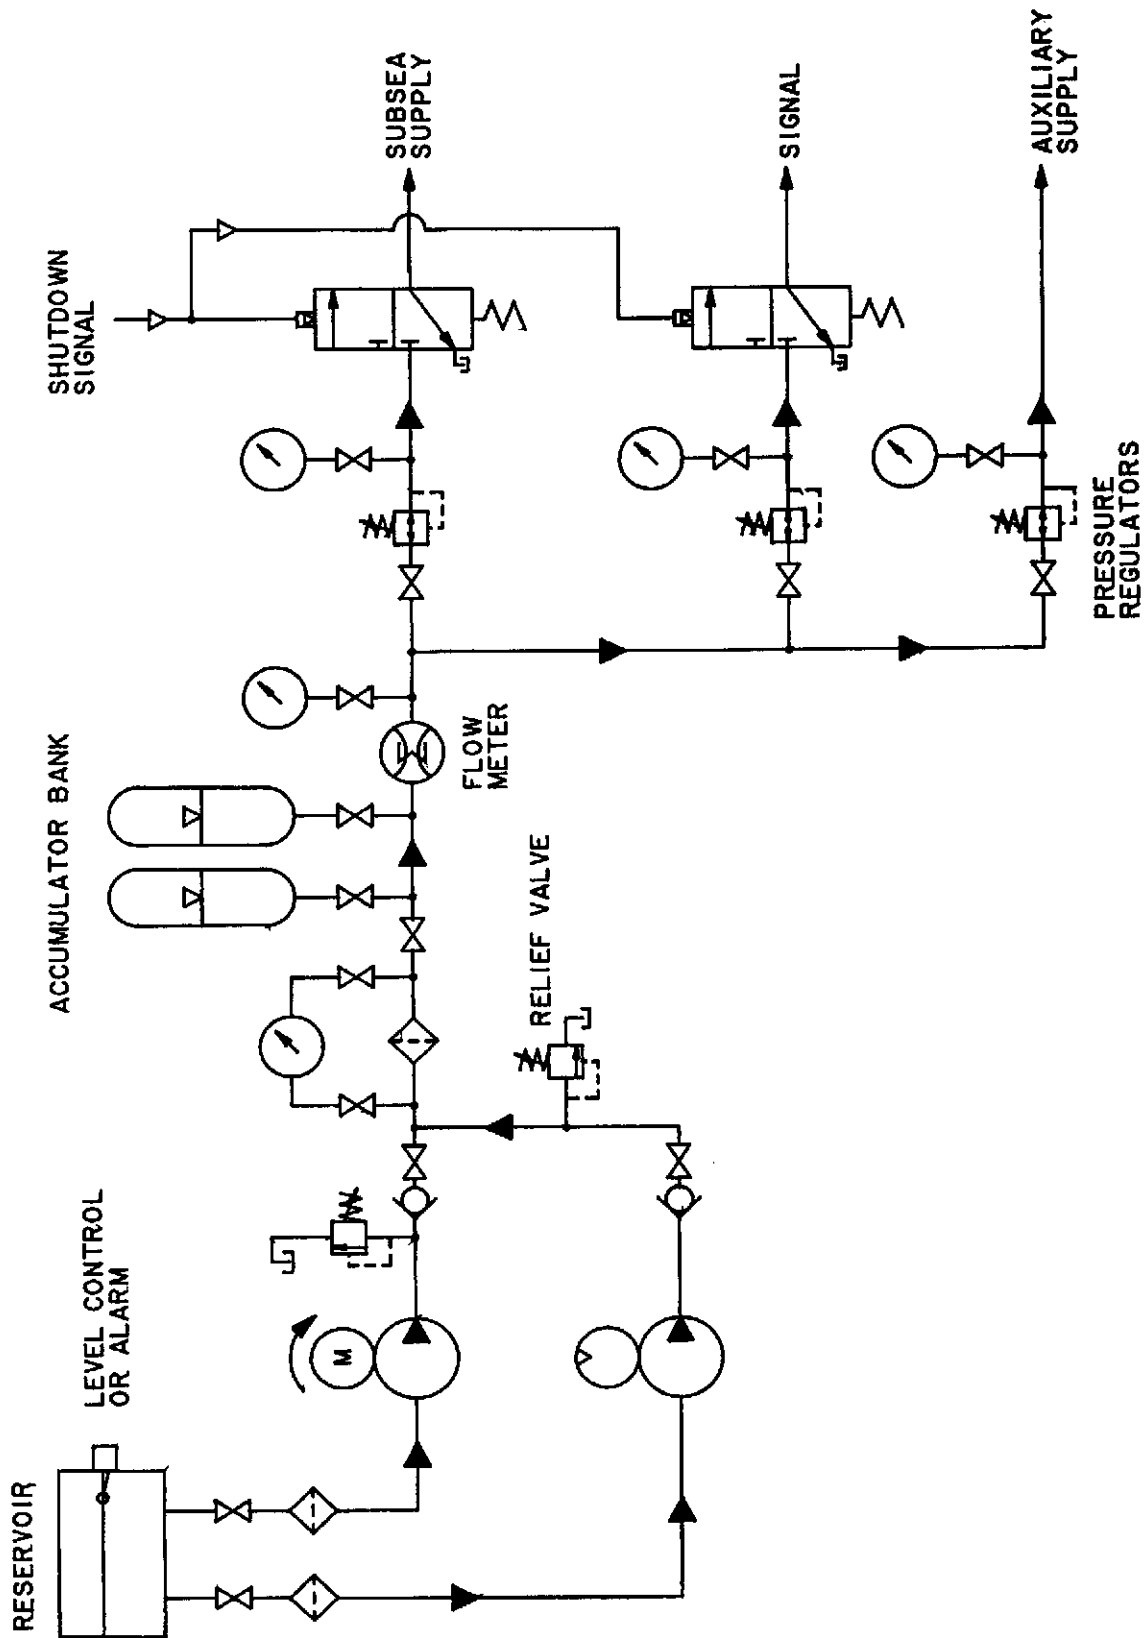 RESERVOIR
LEVEL CONTROL
OR ALARM
M
ACCUMULATOR BANK
RELIEF VALVE
FLOW
METER
SHUTDOWN
SIGNAL
SUBSEA
SUPPLY
SIGNAL
AUXILIARY
SUPPLY
PRESSURE
REGULATORS